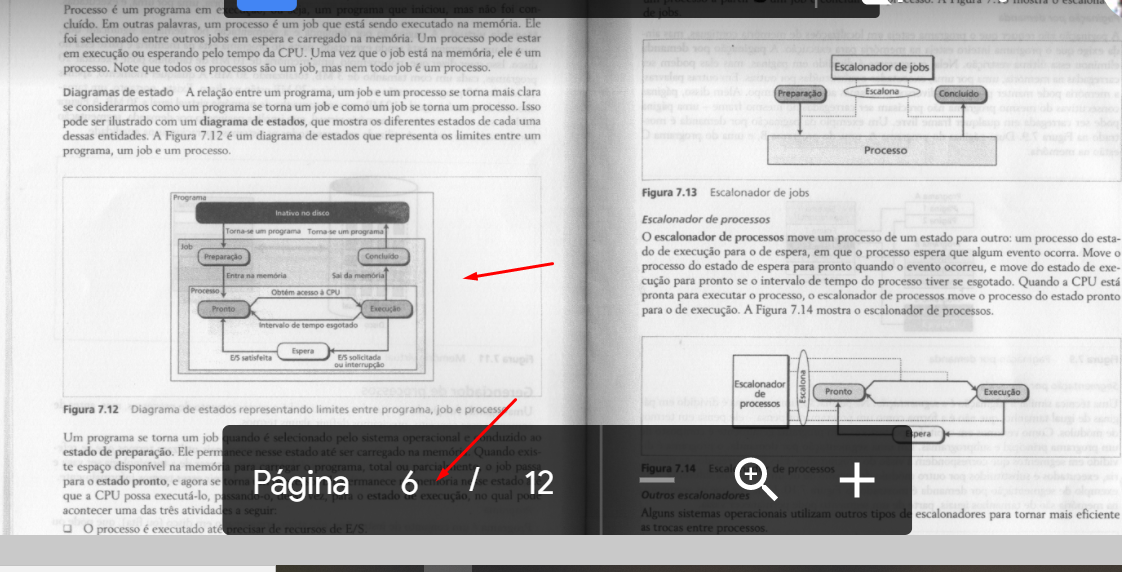 Processo é um programa em execução, um programa que iniciou, mas não foi con-
cluído. Em outras palavras, um processo é um job que está sendo executado na memória. Ele
foi selecionado entre outros jobs em espera e carregado na memória. Um processo pode estar
em execução ou esperando pelo tempo da CPU. Uma vez que o job está na memória, ele é um
processo. Note que todos os processos são um job, mas nem todo job é um processo.
Diagramas de estado A relação entre um programa, um job e um processo se torna mais clara
se considerarmos como um programa se torna um job e como um job se torna um processo. Isso
pode ser ilustrado com um diagrama de estados, que mostra os diferentes estados de cada uma
dessas entidades. A Figura 7.12 é um diagrama de estados que representa os limites entre um
programa, um job e um processo.
Programa
Inativo no disco
Torna-se um programa Torna-se um programa
Job
Preparação Concluído
Entra na memória Sai da memória
Processo
Obtém acesso à CPU
Pronto Execução
Intervalo de tempo esgotado
Espera
E/S satisfeita E/S solicitada
ou interrupção
Figura 7.12 Diagrama de estados representando limites entre programa, job e processo
Um programa se torna um job quando é selecionado pelo sistema operacional e conduzido ao
estado de preparação. Ele permanece nesse estado até ser carregado na memória. Quando exis-
te espaço disponível na memória para carregar o programa, total ou parcialmente, o job passa
para o estado pronto, e agora se torna permanece na memória nesse estado
que a CPU possa executá-lo, passando-o, vez, para o estado de execução, no qual pode
acontecer uma das três atividades a seguir:
❑ O processo é executado até precisar de recursos de E/S.
processo. A Figura 7.13 mostra o escalona-
de jobs.
Escalonador de jobs
Preparação Escalona Concluído
Processo
Figura 7.13 Escalonador de jobs
Escalonador de processos
O escalonador de processos move um processo de um estado para outro: um processo do esta-
do de execução para o de espera, em que o processo espera que algum evento ocorra. Move o
processo do estado de espera para pronto quando o evento ocorreu, e move do estado de exe-
cução para pronto se o intervalo de tempo do processo tiver se esgotado. Quando a CPU está
pronta para executar o processo, o escalonador de processos move o processo do estado pronto
para o de execução. A Figura 7.14 mostra o escalonador de processos.
Escalonador
de
processos
Escalona
Pronto Execução
Espera
Figura 7.14 Escalonador de processos
Outros escalonadores
Alguns sistemas operacionais utilizam outros tipos de escalonadores para tornar mais eficiente
as trocas entre processos.
Página 6 / 12